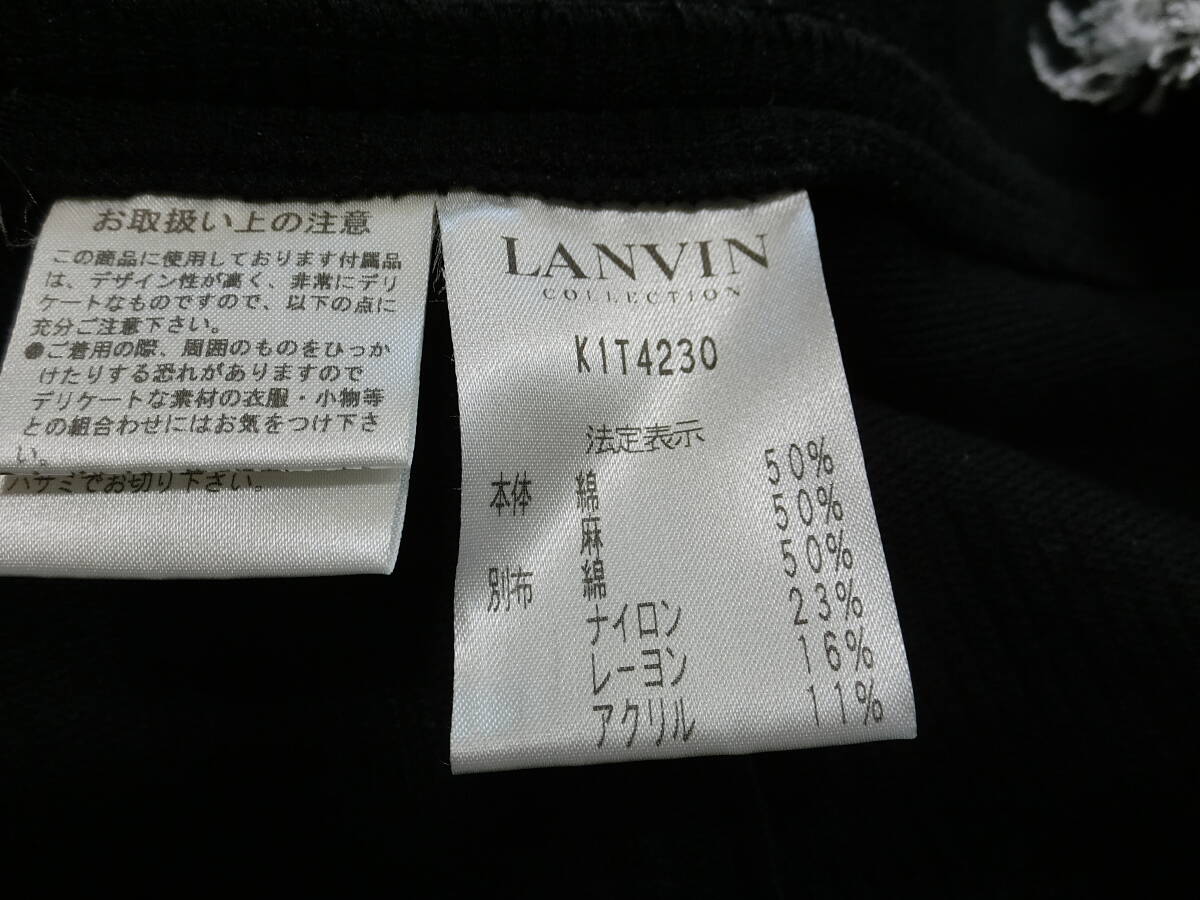 お取扱い上の注意
この商品に使用しております付属品
は、デザイン性が高く、非常にデリ
ケートなものですので、以下の点に
充分ご注意下さい。
●ご着用の際、周囲のものをひっか
けたりする恐れがありますので
デリケートな素材の衣服・小物等
との組合わせにはお気をつけ下さ
い。
ハサミでお切り下さい。
LANVIN
COLLECTION
K1T4230
法定表示
本体 綿 50%
麻 50%
別布 綿 50%
ナイロン 23%
レーヨン 16%
アクリル 11%